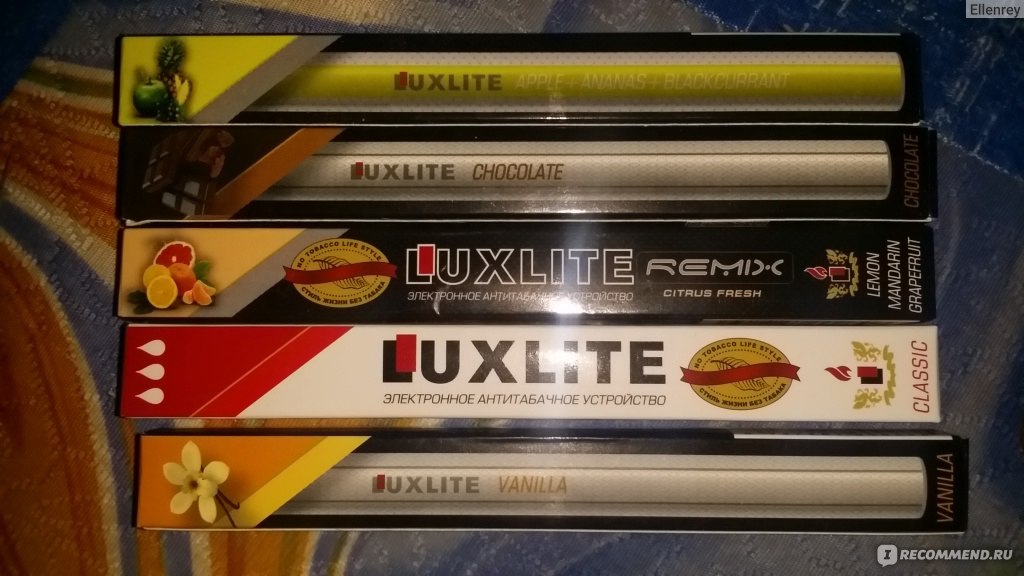 Ellenrey
LUXLITE APPLE + ANANAS + BLACKCURRANT
LUXLITE CHOCOLATE
CHOCOLATE
NO TOBACCO LIFE STYLE
СТИЛЬ ЖИЗНИ БЕЗ ТАБАКА
LUXLITE REMIX
ЭЛЕКТРОННОЕ АНТИТАБАЧНОЕ УСТРОЙСТВО
CITRUS FRESH
LEMON
MANDARIN
GRAPEFRUIT
LUXLITE
ЭЛЕКТРОННОЕ АНТИТАБАЧНОЕ УСТРОЙСТВО
NO TOBACCO LIFE STYLE
СТИЛЬ ЖИЗНИ БЕЗ ТАБАКА
L
CLASSIC
LUXLITE VANILLA
VANILLA
IRECOMMEND.RU